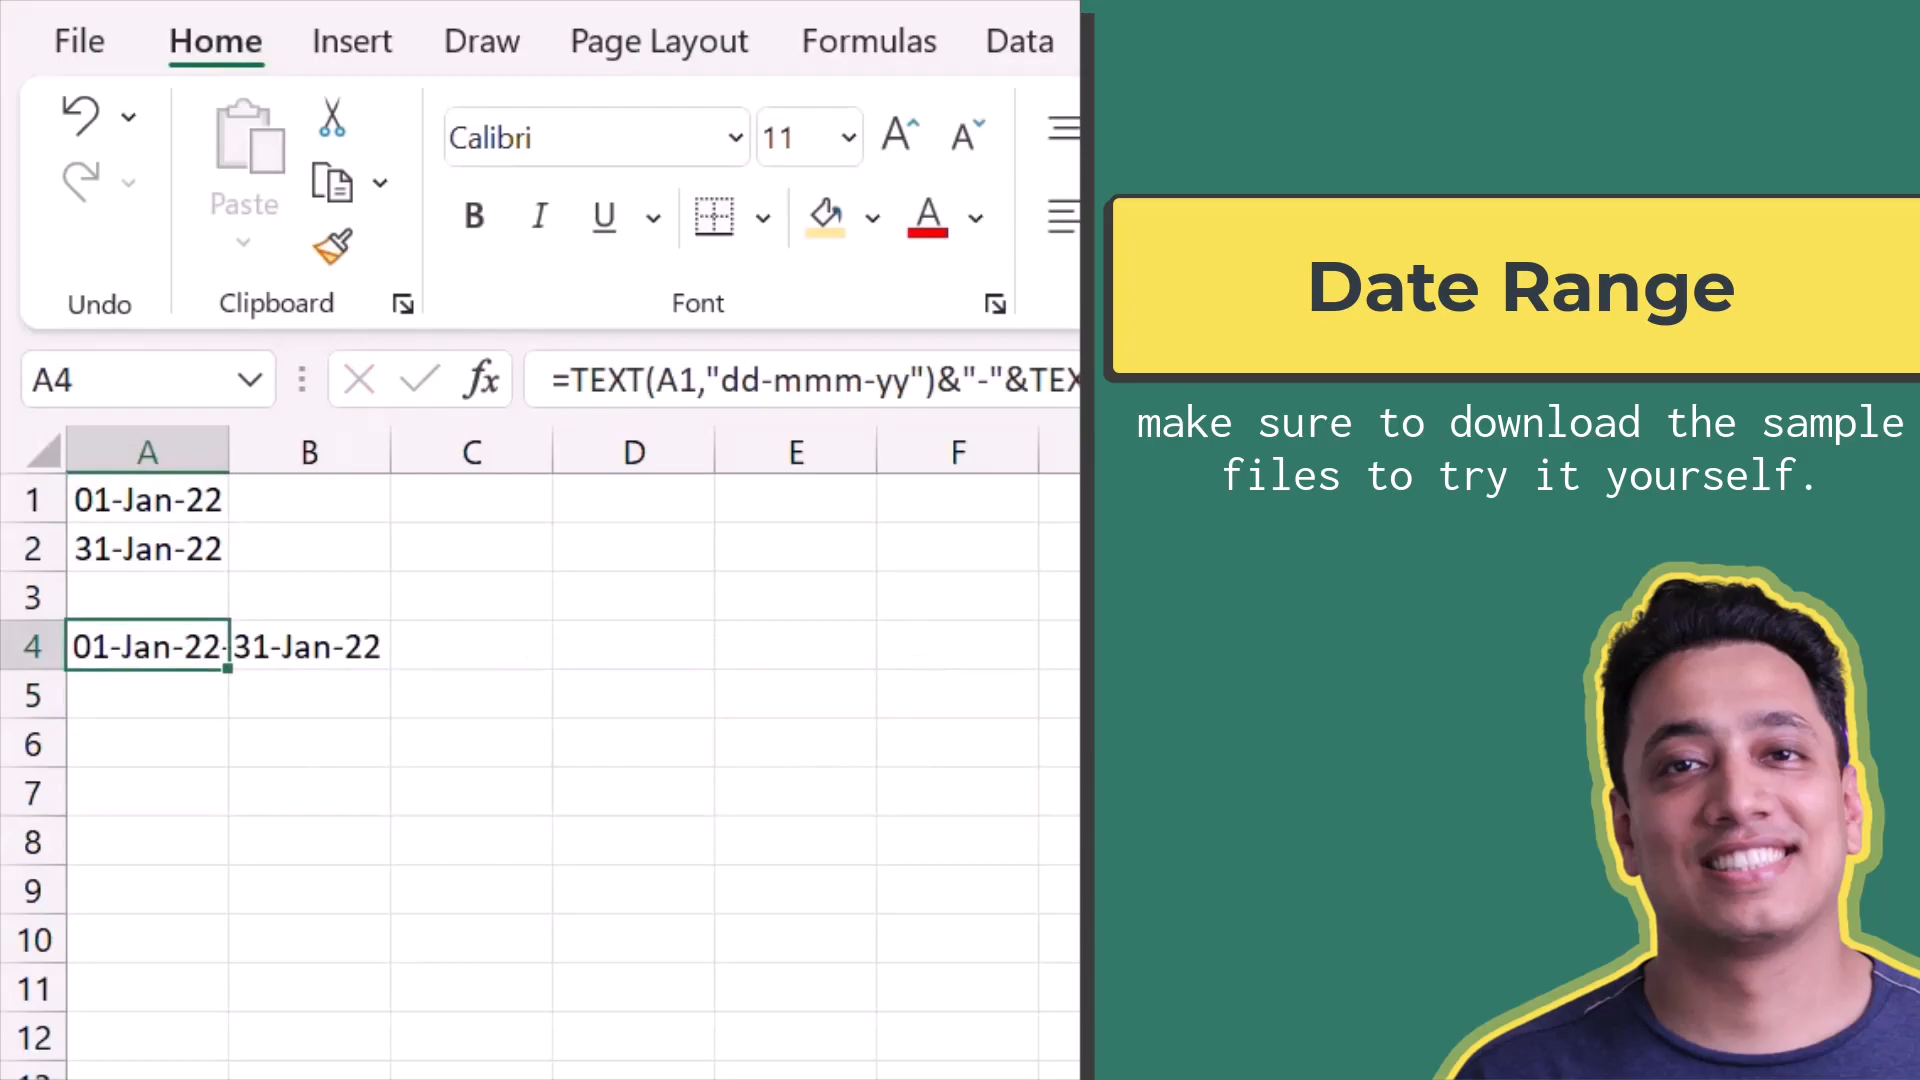 File Home Insert Draw Page Layout Formulas Data
Calibri 11
Paste
B I U A
Undo Clipboard Font
A4 fx =TEXT(A1,"dd-mmm-yy")&"-"&TEX
A B C D E F
1 01-Jan-22
2 31-Jan-22
3
4 01-Jan-22-31-Jan-22
5
6
7
8
9
10
11
12
Date Range
make sure to download the sample
files to try it yourself.